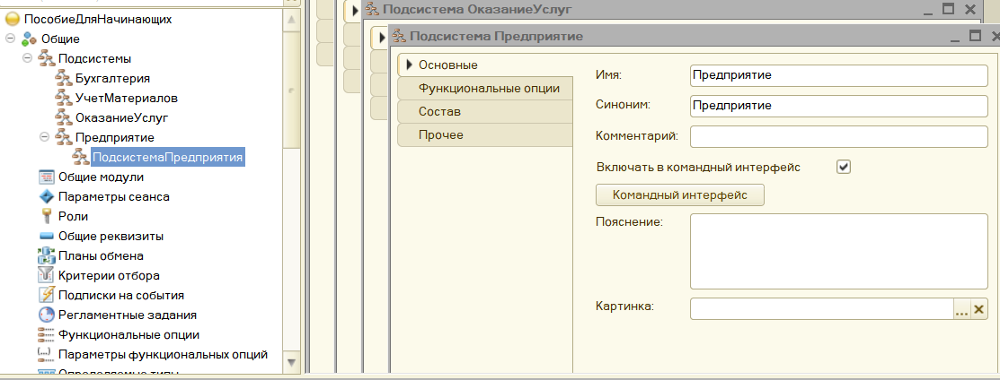 ПособиеДляНачинающих
Общие
Подсистемы
Бухгалтерия
УчетМатериалов
ОказаниеУслуг
Предприятие
ПодсистемаПредприятия
Общие модули
Параметры сеанса
Роли
Общие реквизиты
Планы обмена
Критерии отбора
Подписки на события
Регламентные задания
Функциональные опции
Параметры функциональных опций
Определяемые типы
Подсистема ОказаниеУслуг
Подсистема Предприятие
Основные
Функциональные опции
Состав
Прочее
Имя: Предприятие
Синоним: Предприятие
Комментарий:
Включать в командный интерфейс
Командный интерфейс
Пояснение:
Картинка:
...